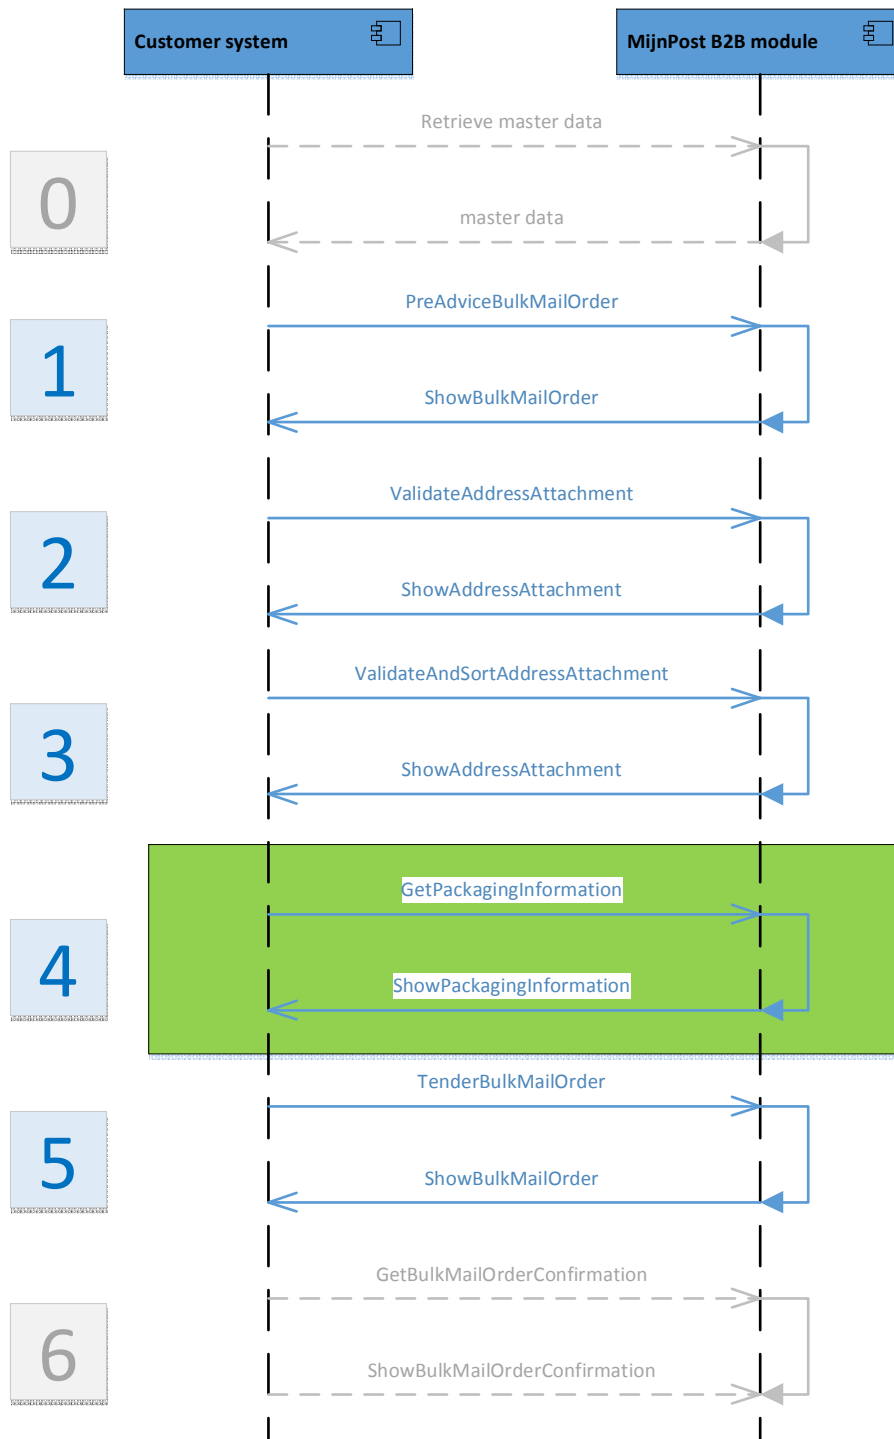 Customer system
MijnPost B2B module
Retrieve master data
0
master data
PreAdviceBulkMailOrder
1
ShowBulkMailOrder
ValidateAddressAttachment
2
ShowAddressAttachment
ValidateAndSortAddressAttachment
3
ShowAddressAttachment
GetPackagingInformation
4
ShowPackagingInformation
TenderBulkMailOrder
5
ShowBulkMailOrder
GetBulkMailOrderConfirmation
6
ShowBulkMailOrderConfirmation